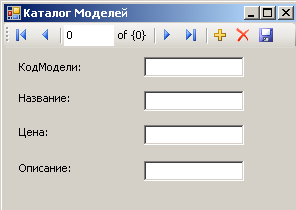 Каталог Моделей
0 of {0}
КодМодели:
Название:
Цена:
Описание: